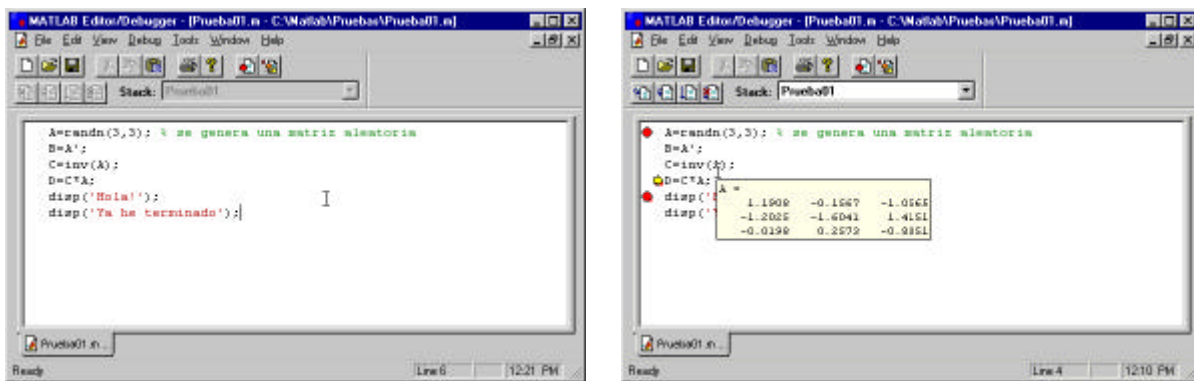 MATLAB Editor/Debugger - [Prueba01.m - C:\Matlab\Pruebas\Prueba01.m]
File Edit View Debug Tools Window Help
Stack: Prueba01
A=randn(3,3); % se genera una matriz aleatoria
B=A';
C=inv(A);
D=C*A;
disp('Hola!');
disp('Ya he terminado');
Prueba01.m
Ready Line 6 12:21 PM
MATLAB Editor/Debugger - [Prueba01.m - C:\Matlab\Pruebas\Prueba01.m]
File Edit View Debug Tools Window Help
Stack: Prueba01
A=randn(3,3); % se genera una matriz aleatoria
B=A';
C=inv(A);
D=C*A;
disp('
disp('
A =
1.1908 -0.1567 -1.0565
-1.2025 -1.6041 1.4151
-0.0198 0.2573 -0.8051
Prueba01.m
Ready Line 4 12:10 PM